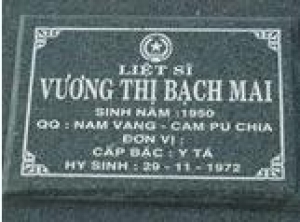 LIỆT SĨ
VƯƠNG THỊ BẠCH MAI
SINH NĂM : 1950
QQ : NAM VANG - CAM PU CHIA
ĐƠN VỊ :
CẤP BẬC : Y TÁ
HY SINH : 29 - 11 - 1972